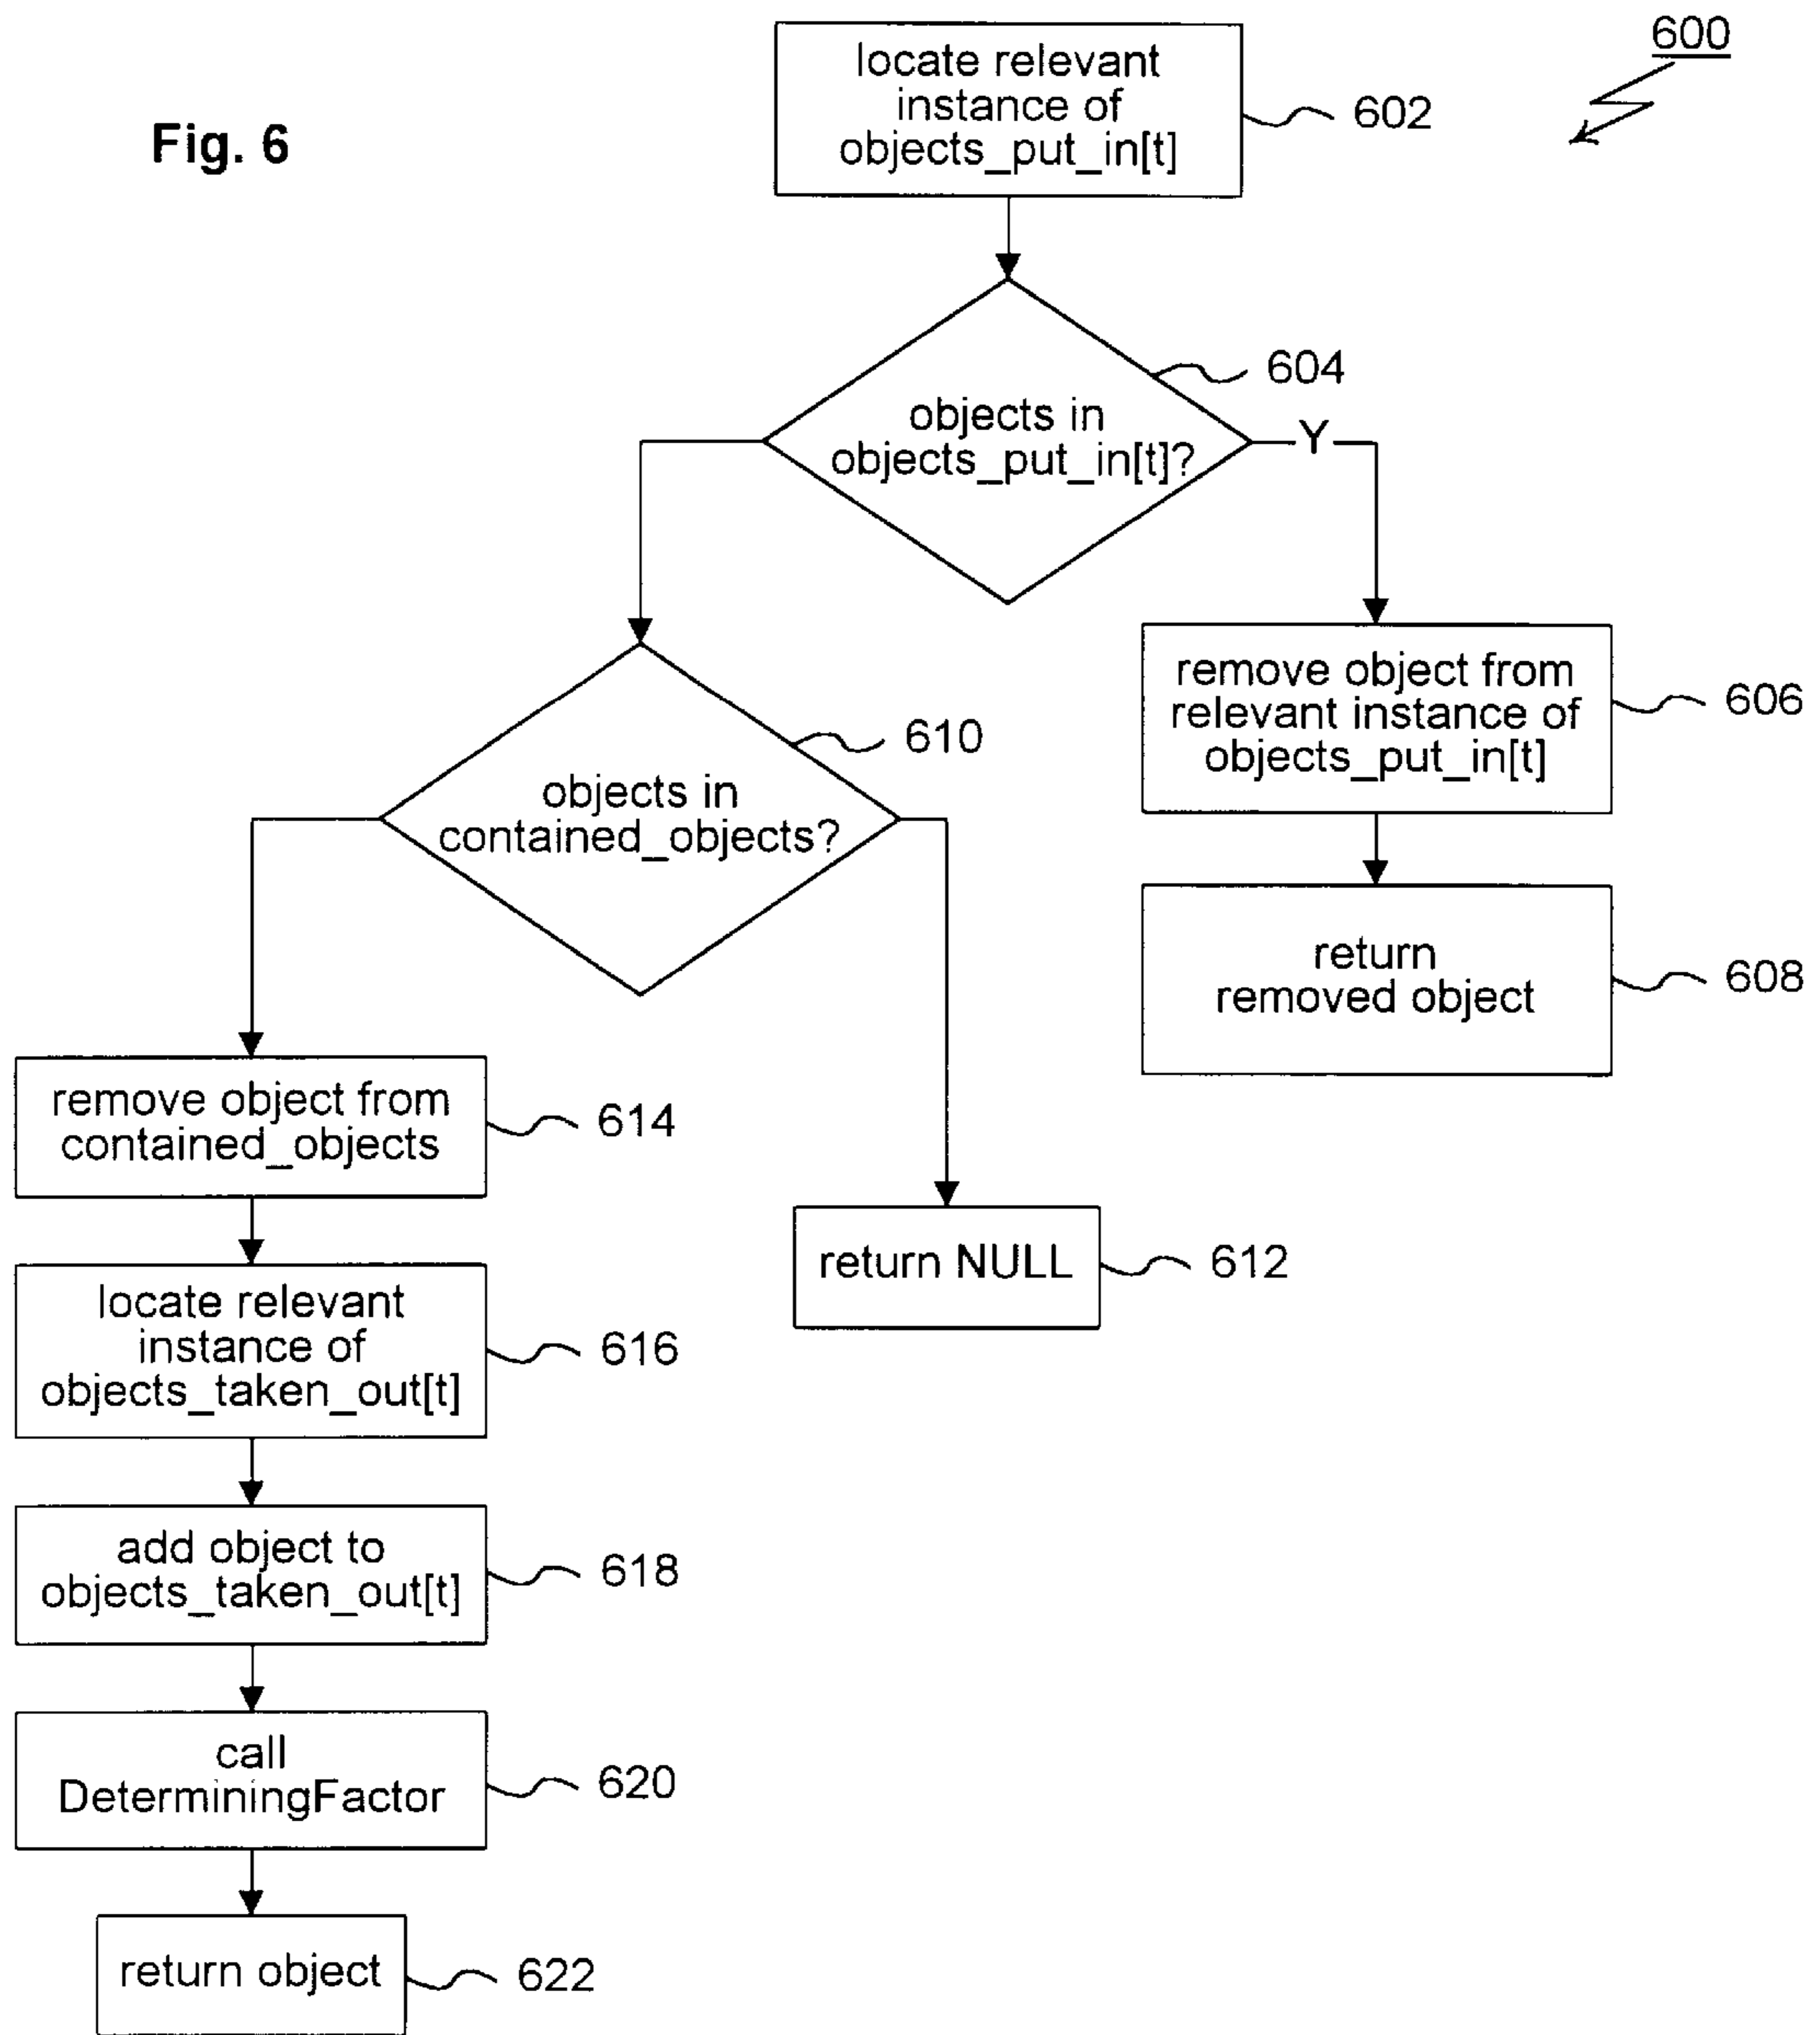 600
Fig. 6
locate relevant
instance of
objects_put_in[t]
602
604
objects in
objects_put_in[t]?
Y
remove object from
relevant instance of
objects_put_in[t]
606
return
removed object
608
610
objects in
contained_objects?
remove object from
contained_objects
614
return NULL
612
locate relevant
instance of
objects_taken_out[t]
616
add object to
objects_taken_out[t]
618
call
DeterminingFactor
620
return object
622